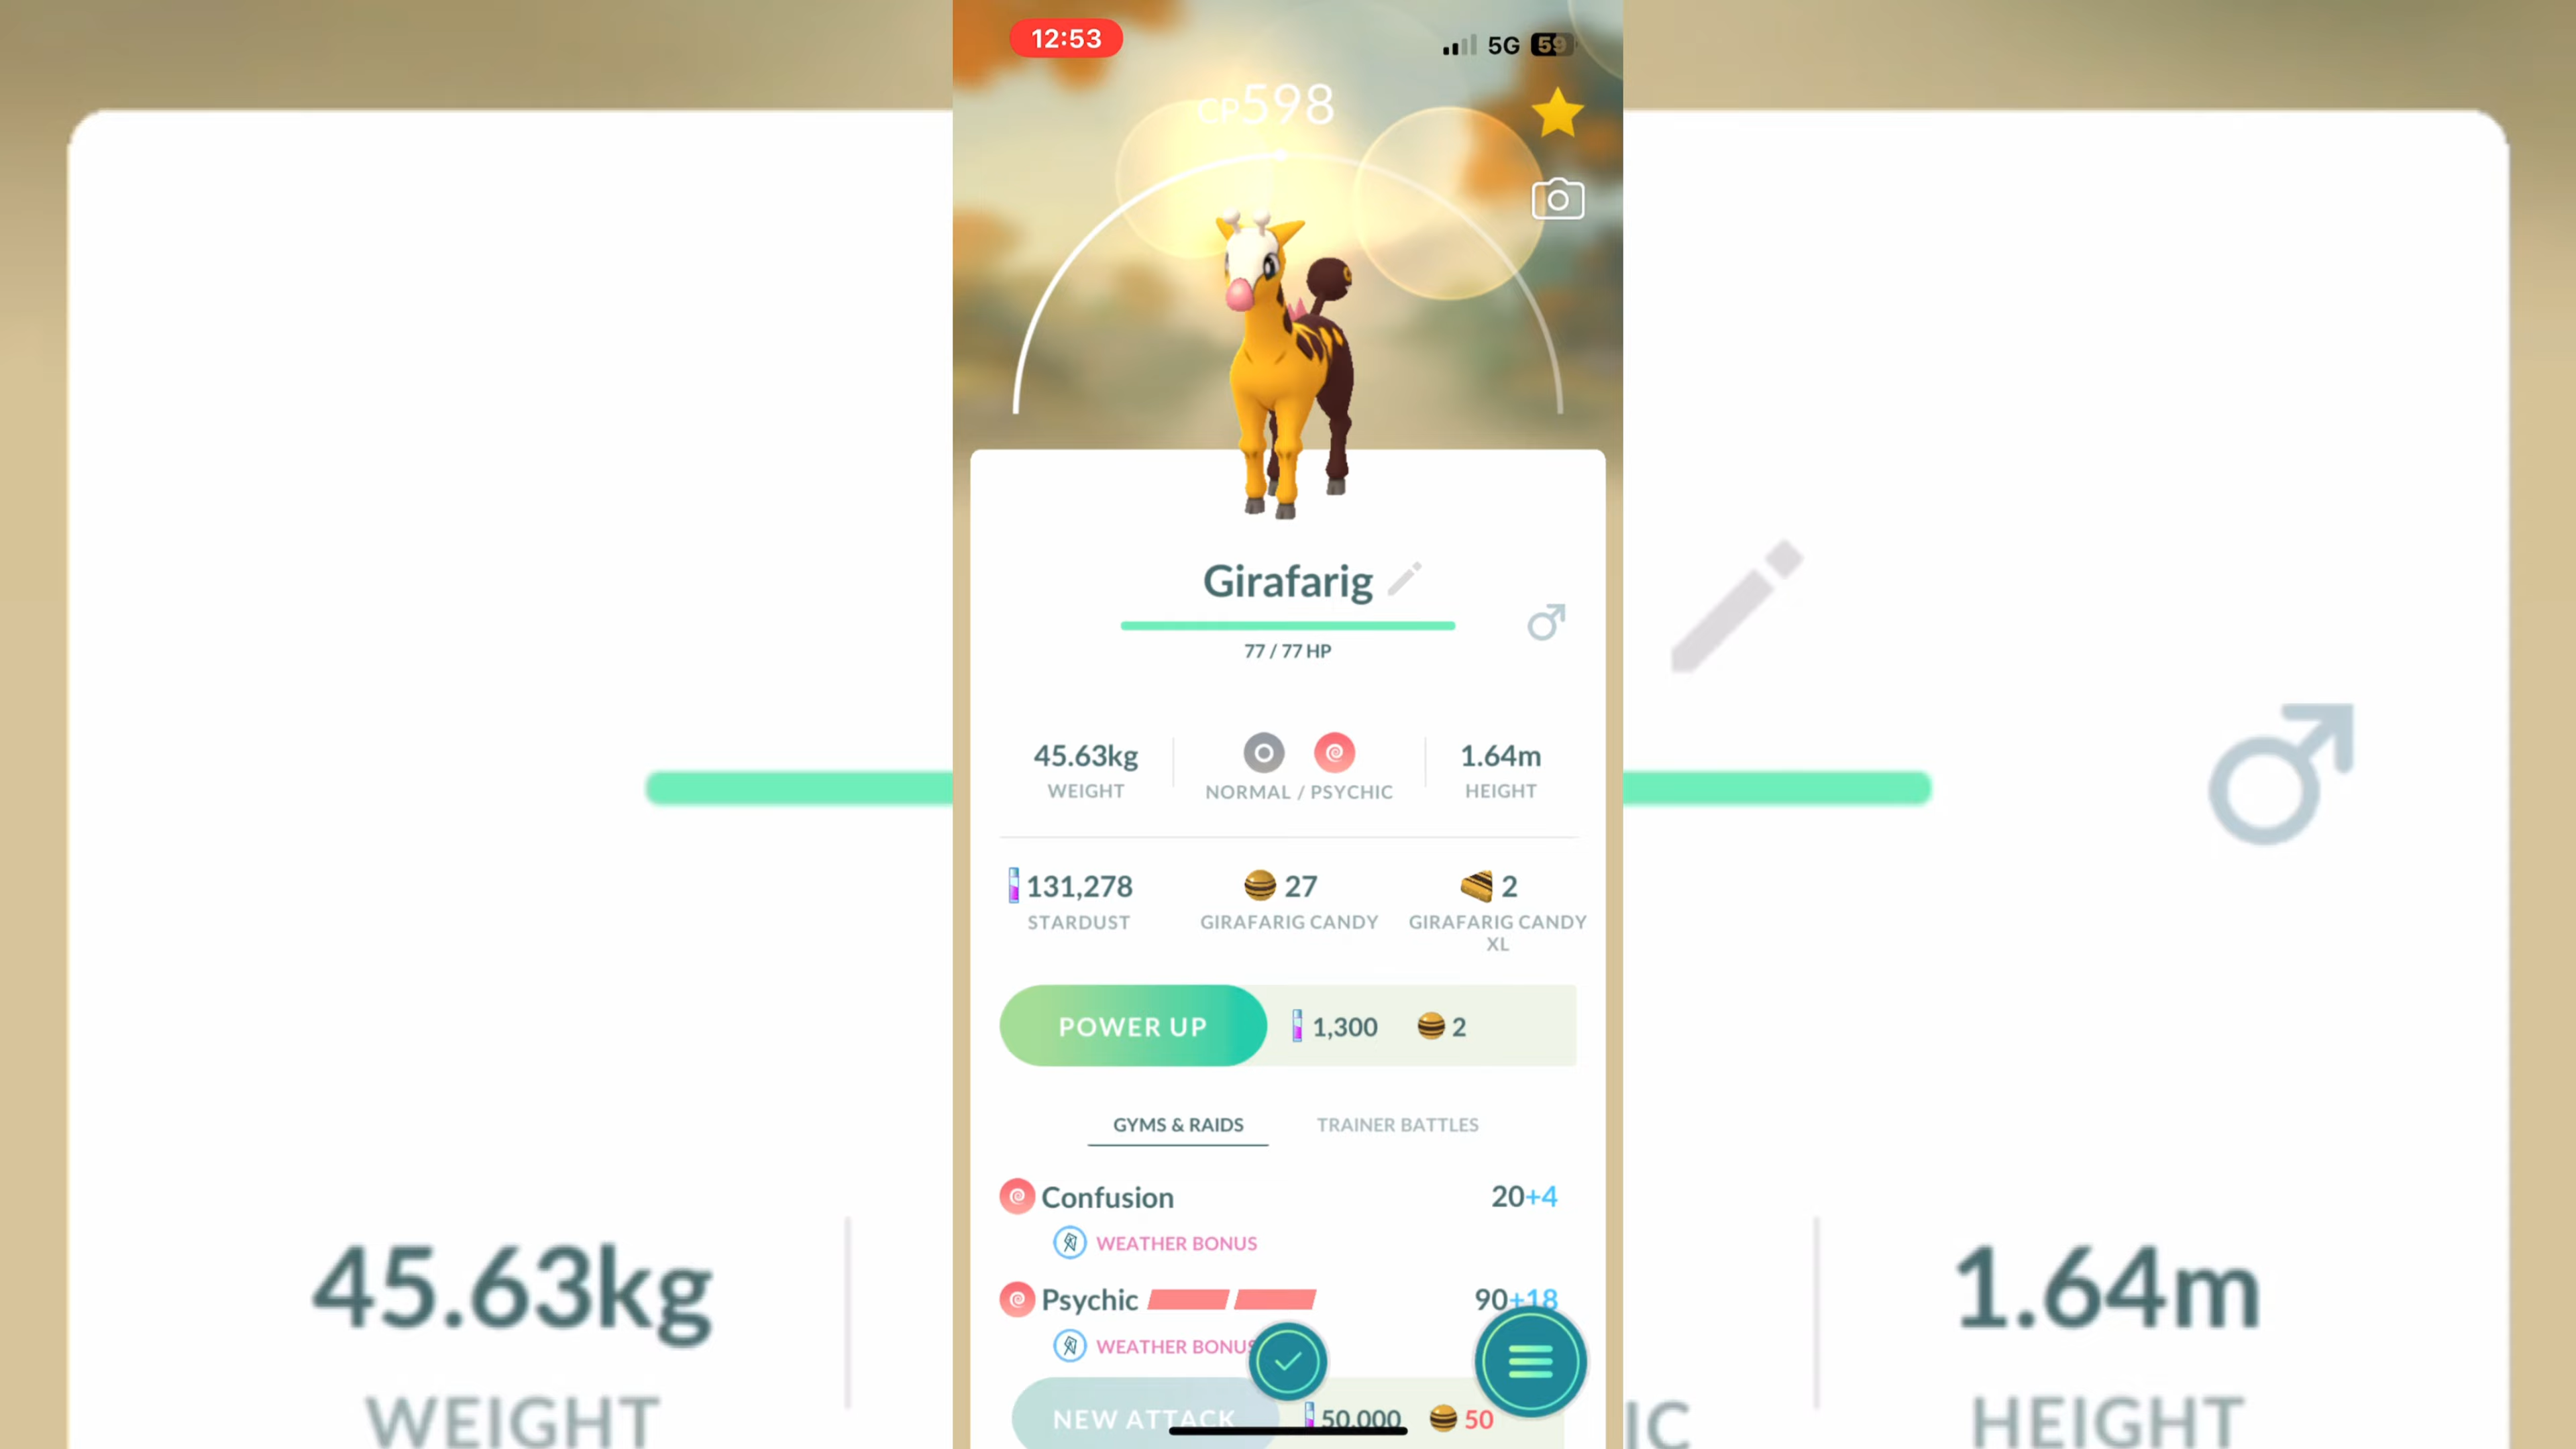 12:53
5G 59
CP598
Girafarig
77 / 77 HP
45.63kg
WEIGHT
NORMAL / PSYCHIC
1.64m
HEIGHT
131,278
STARDUST
27
GIRAFARIG CANDY
2
GIRAFARIG CANDY
XL
POWER UP 1,300 2
GYMS & RAIDS TRAINER BATTLES
Confusion 20+4
WEATHER BONUS
Psychic 90+18
WEATHER BONUS
NEW ATTACK 50,000 50
45.63kg
WEIGHT
IC
1.64m
HEIGHT